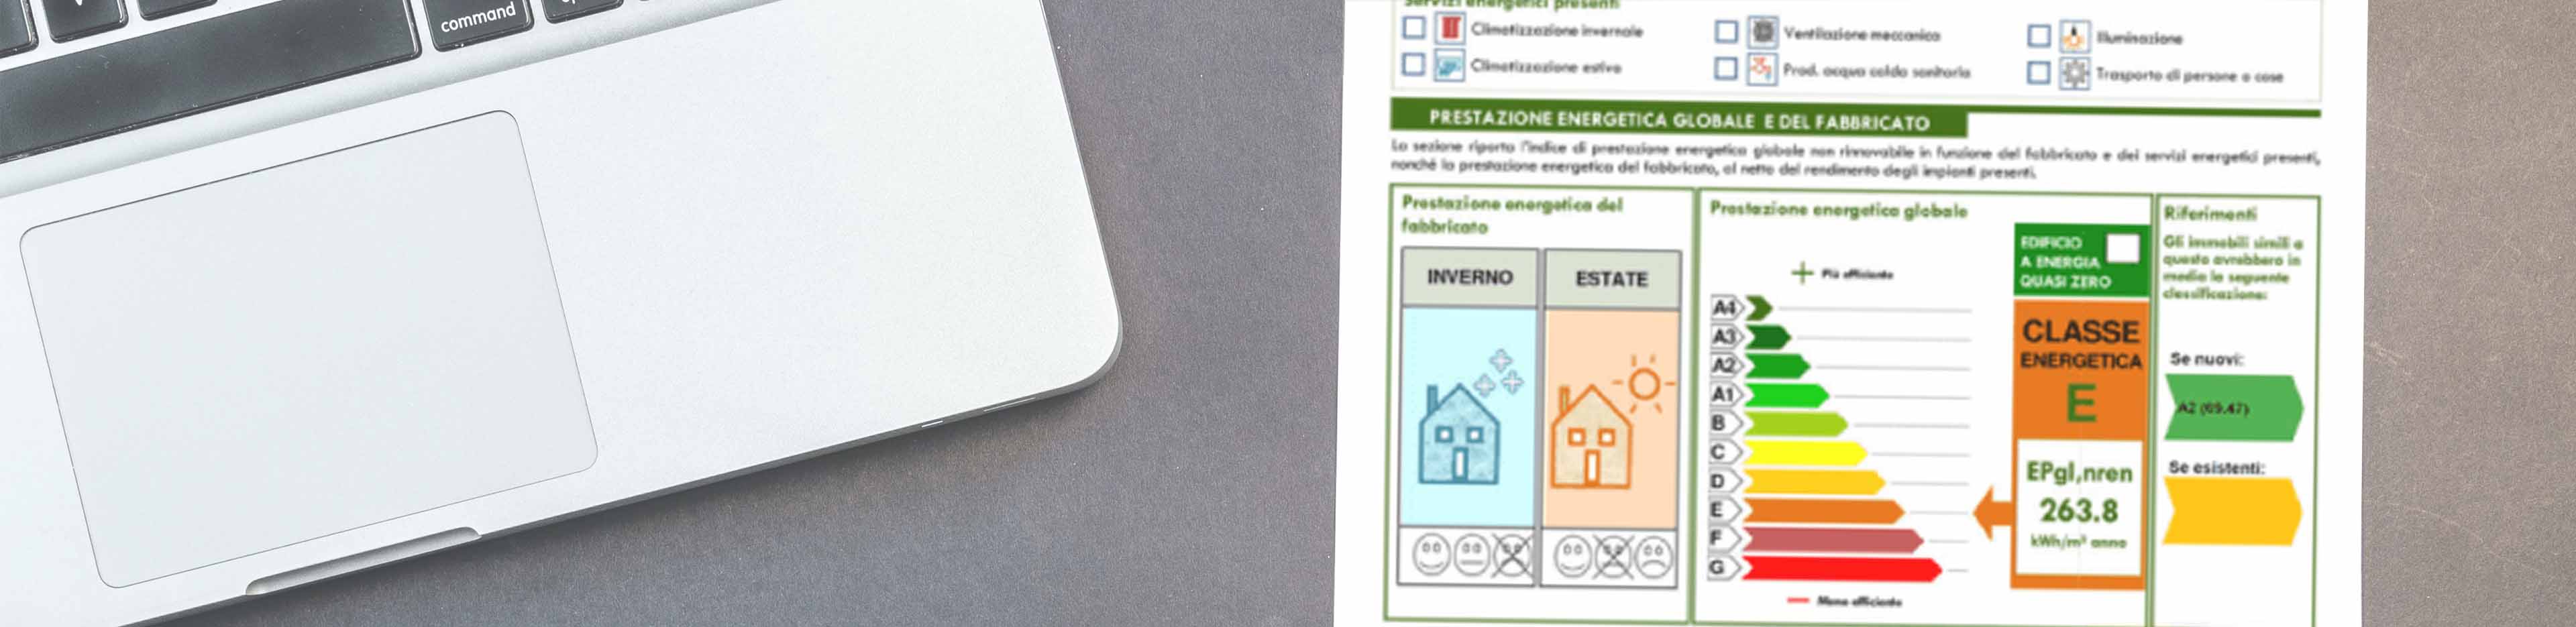 command
Servizi energetici presenti
Climatizzazione invernale
Ventilazione meccanica
Illuminazione
Climatizzazione estiva
Prod. acqua calda sanitaria
Trasporto di persone o cose
PRESTAZIONE ENERGETICA GLOBALE E DEL FABBRICATO
La sezione riporta l'indice di prestazione energetica globale non rinnovabile in funzione del fabbricato e dei servizi energetici presenti,
nonché la prestazione energetica del fabbricato, al netto del rendimento degli impianti presenti.
Prestazione energetica del
fabbricato
INVERNO
ESTATE
Prestazione energetica globale
Più efficiente
A4
A3
A2
A1
B
C
D
E
F
G
Meno efficiente
EDIFICIO
A ENERGIA
QUASI ZERO
CLASSE
ENERGETICA
E
EPgl,nren
263.8
kWh/m² anno
Riferimenti
Gli immobili simili a
questo avrebbero in
media la seguente
classificazione:
Se nuovi:
A2 (69.47)
Se esistenti: